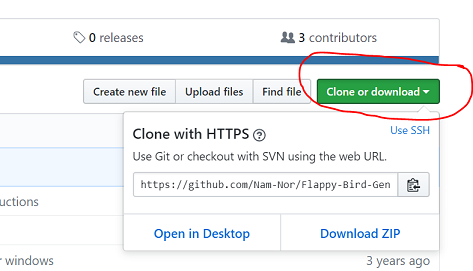 0 releases
3 contributors
Create new file
Upload files
Find file
Clone or download
Clone with HTTPS
Use SSH
Use Git or checkout with SVN using the web URL.
https://github.com/Nam-Nor/Flappy-Bird-Gen
Open in Desktop
Download ZIP
uctions
r windows
3 years ago